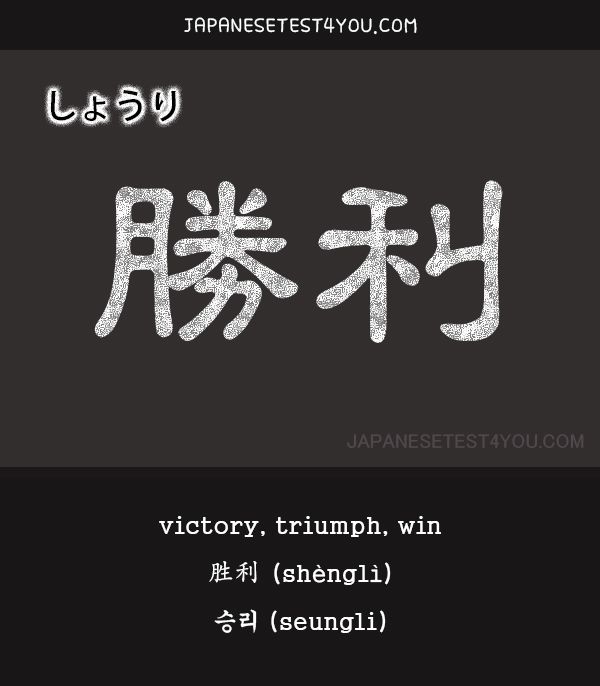 JAPANESETEST4YOU.COM
しょうり
勝利
JAPANESETEST4YOU.COM
victory, triumph, win
胜利 (shènglì)
승리 (seungli)